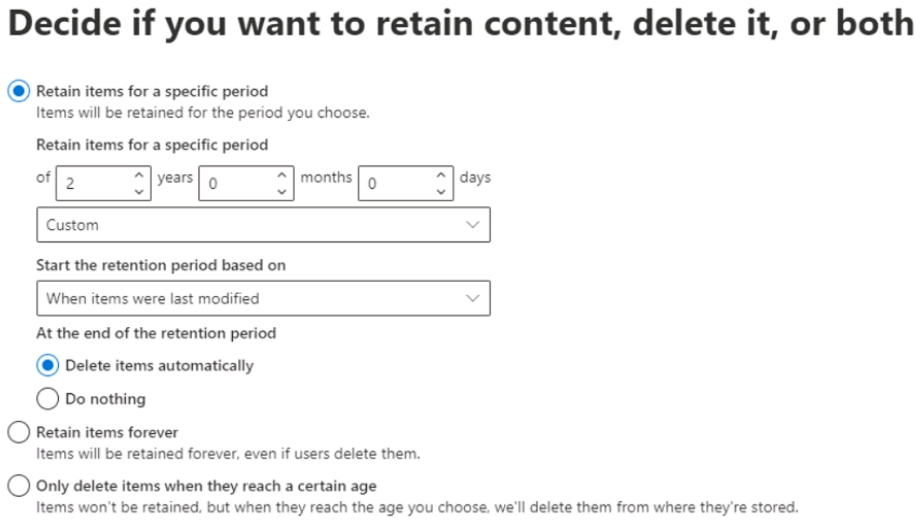 Decide if you want to retain content, delete it, or both
Retain items for a specific period
Items will be retained for the period you choose.
Retain items for a specific period
of 2 years 0 months 0 days
Custom
Start the retention period based on
When items were last modified
At the end of the retention period
Delete items automatically
Do nothing
Retain items forever
Items will be retained forever, even if users delete them.
Only delete items when they reach a certain age
Items won't be retained, but when they reach the age you choose, we'll delete them from where they're stored.